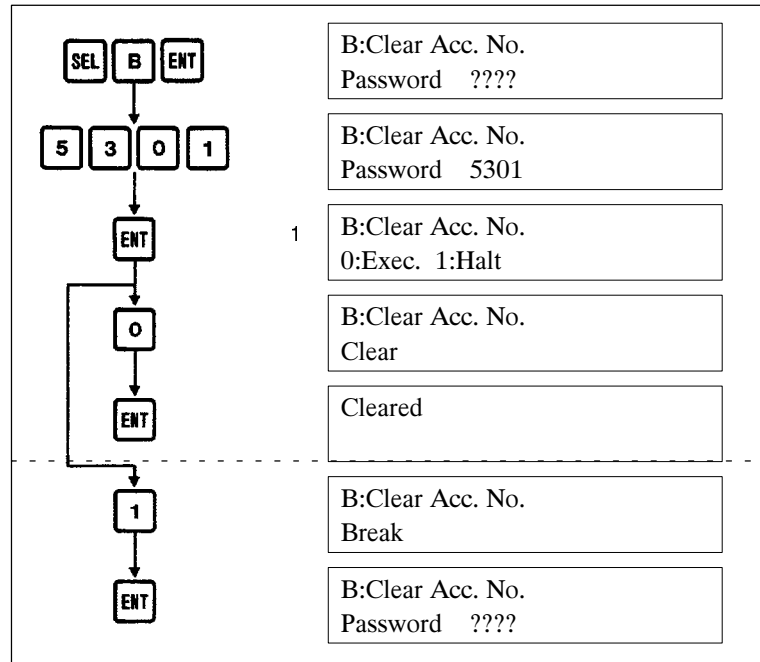 SEL B ENT
B:Clear Acc. No.
Password ????
5 3 0 1
B:Clear Acc. No.
Password 5301
ENT
1
B:Clear Acc. No.
0:Exec. 1:Halt
0
B:Clear Acc. No.
Clear
ENT
Cleared
1
B:Clear Acc. No.
Break
ENT
B:Clear Acc. No.
Password ????